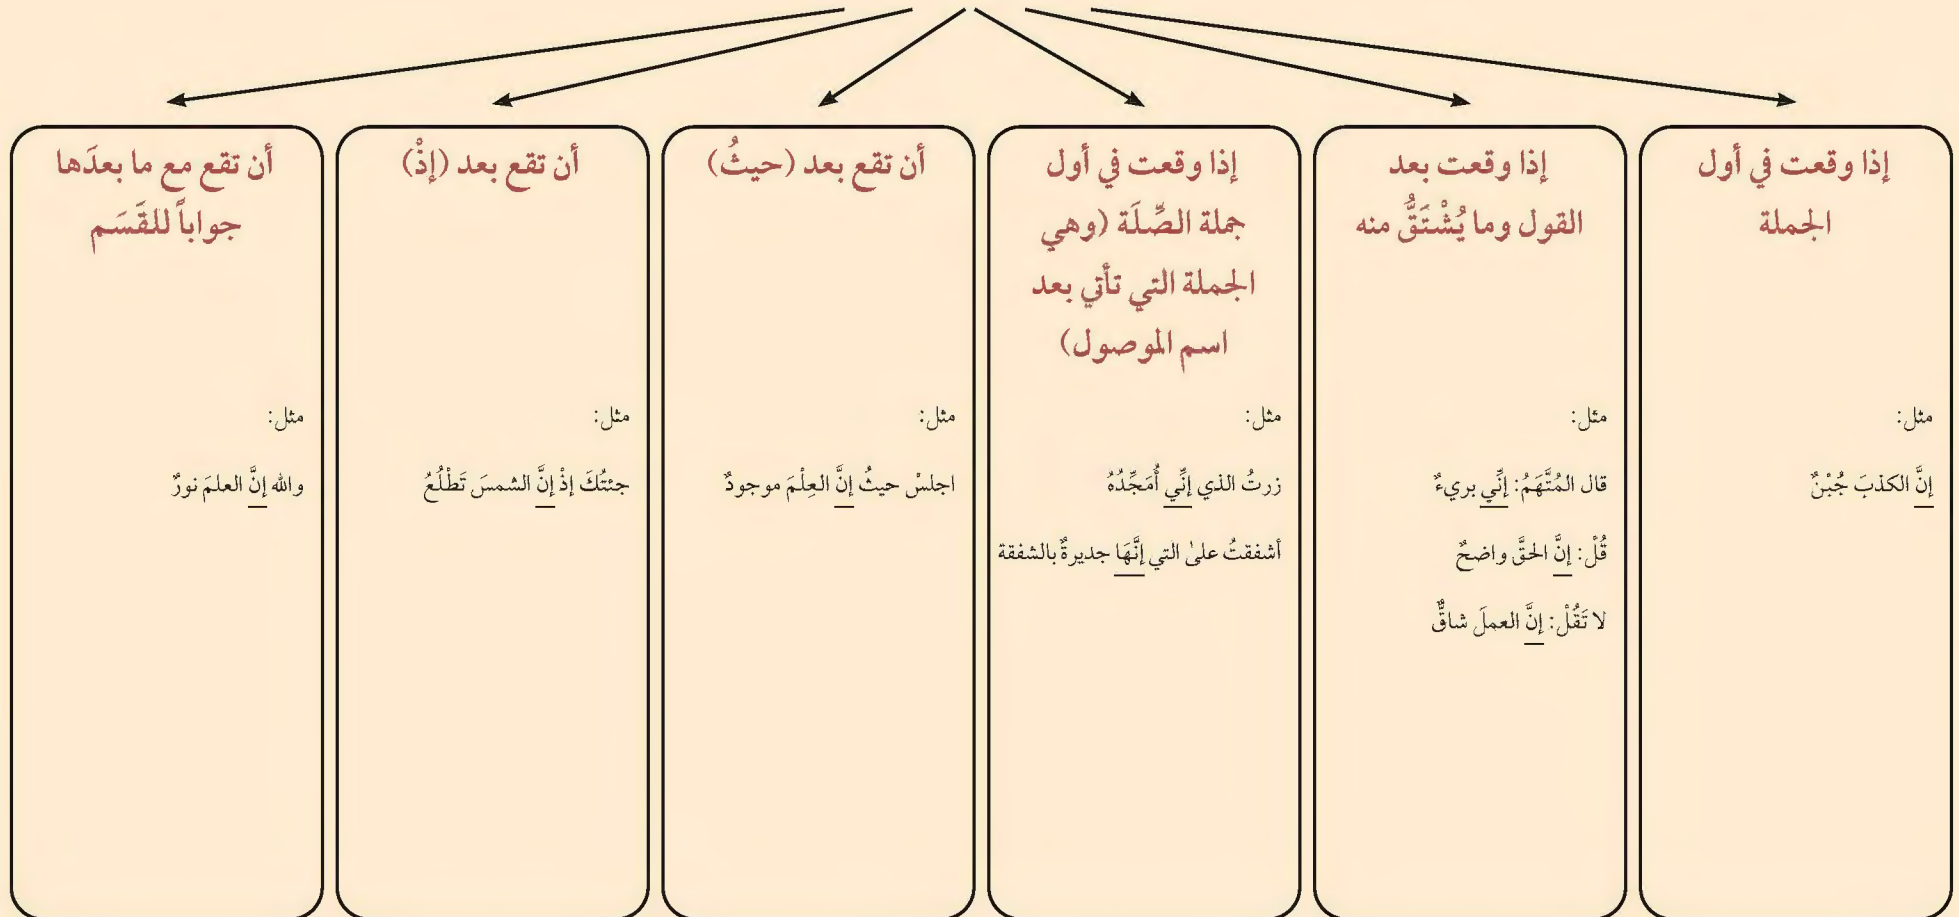 إذا وقعت في أول
الجملة
مثل:
إنَّ الكذبَ جُبْنٌ
إذا وقعت بعد
القول وما يُشْتَقُّ منه
مثل:
قال المُتَّهَمُ: إنِّي بريءٌ
قُلْ: إنَّ الحقَّ واضحٌ
لا تَقُلْ: إنَّ العملَ شاقٌّ
إذا وقعت في أول
جملة الصِّلَة (وهي
الجملة التي تأتي بعد
اسم الموصول)
مثل:
زرتُ الذي إنِّي أُمَجِّدُهُ
أشفقتُ علىٰ التي إنَّهَا جديرةٌ بالشفقة
أن تقع بعد (حيثُ)
مثل:
اجلسْ حيثُ إنَّ العِلْمَ موجودٌ
أن تقع بعد (إذْ)
مثل:
جئتُكَ إذْ إنَّ الشمسَ تَطْلُعُ
أن تقع مع ما بعدَها
جواباً للقَسَم
مثل:
والله إنَّ العلمَ نورٌ